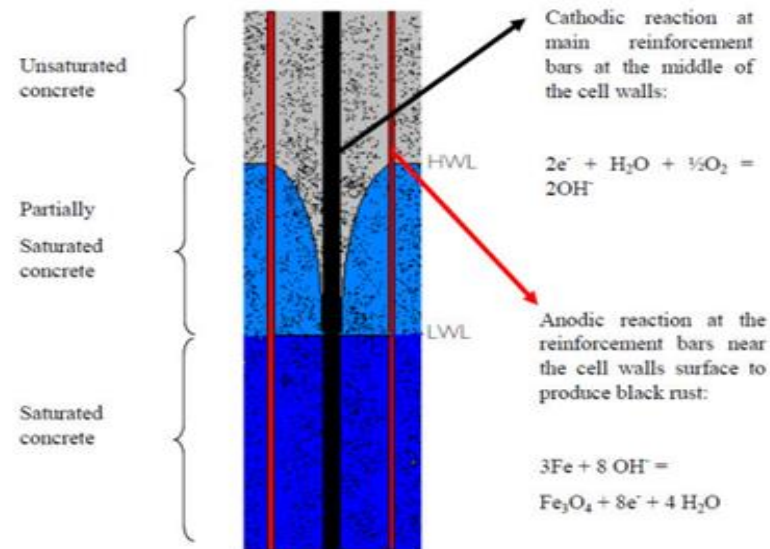 Unsaturated
concrete
Partially
Saturated
concrete
Saturated
concrete
HWL
LWL
Cathodic reaction at
main reinforcement
bars at the middle of
the cell walls:
2e⁻ + H₂O + ½O₂ =
2OH⁻
Anodic reaction at the
reinforcement bars near
the cell walls surface to
produce black rust:
3Fe + 8 OH⁻ =
Fe₃O₄ + 8e⁻ + 4 H₂O